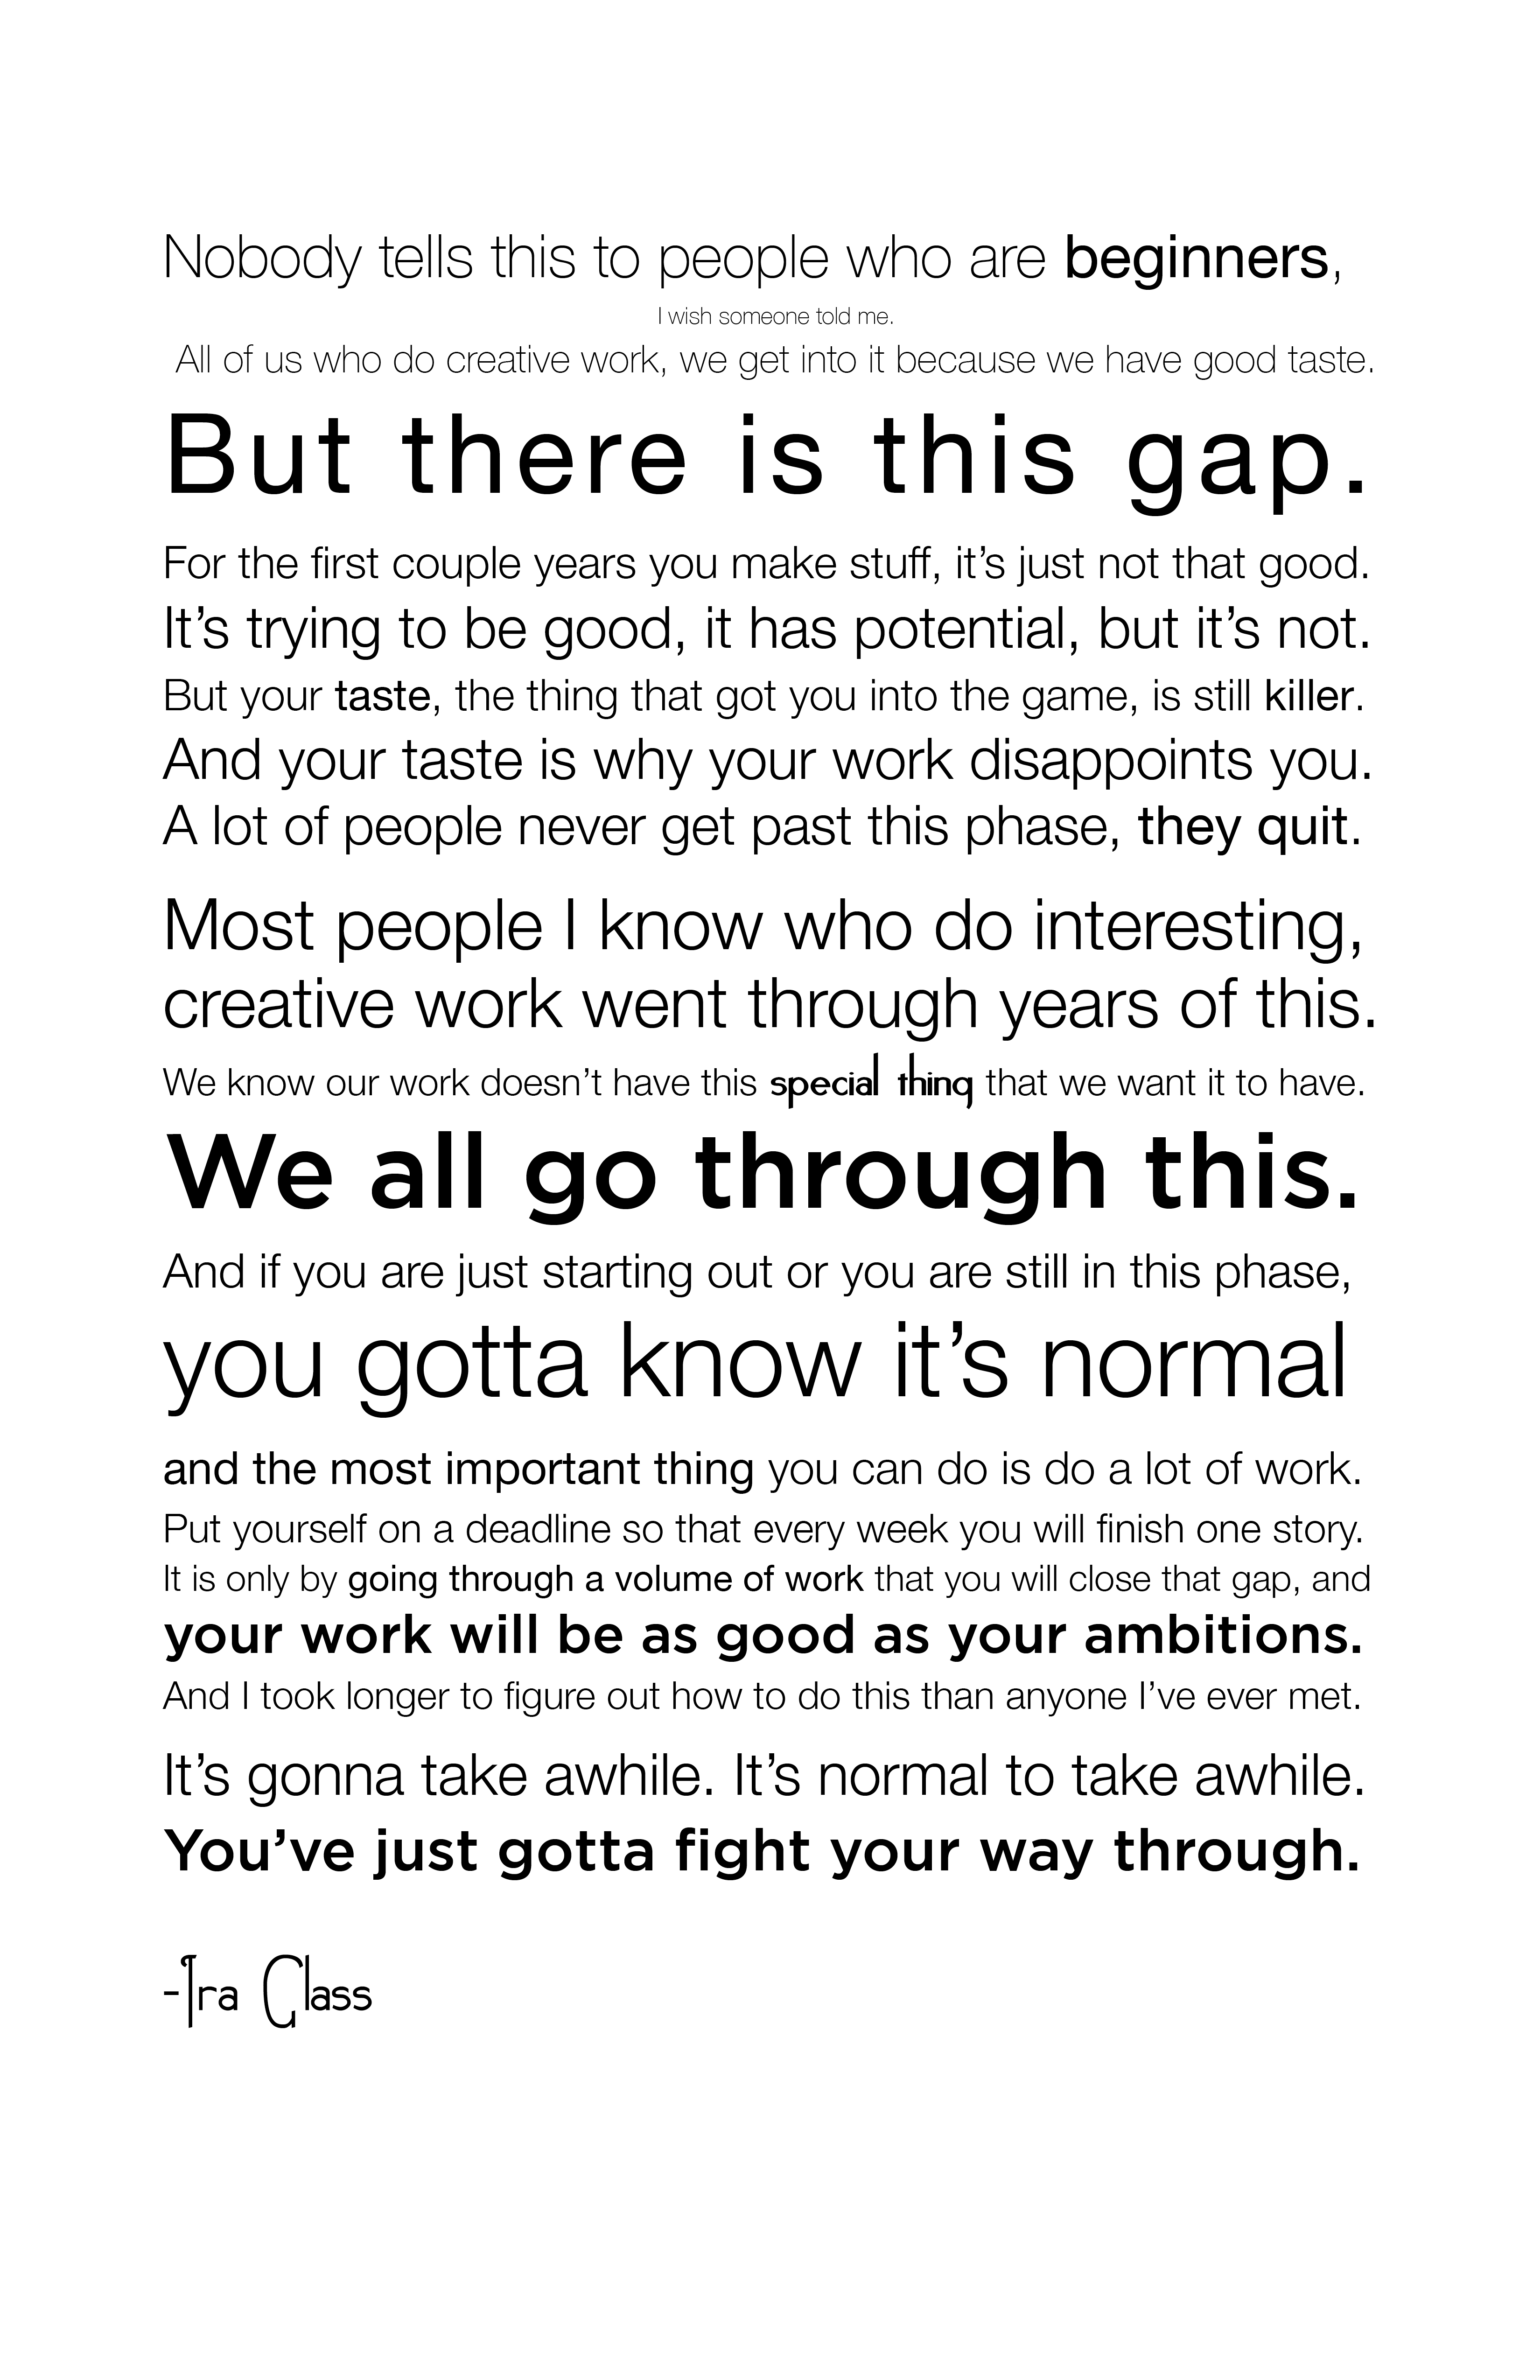 Nobody tells this to people who are beginners,
I wish someone told me.
All of us who do creative work, we get into it because we have good taste.
But there is this gap.
For the first couple years you make stuff, it’s just not that good.
It’s trying to be good, it has potential, but it’s not.
But your taste, the thing that got you into the game, is still killer.
And your taste is why your work disappoints you.
A lot of people never get past this phase, they quit.
Most people I know who do interesting,
creative work went through years of this.
We know our work doesn’t have this special thing that we want it to have.
We all go through this.
And if you are just starting out or you are still in this phase,
you gotta know it’s normal
and the most important thing you can do is do a lot of work.
Put yourself on a deadline so that every week you will finish one story.
It is only by going through a volume of work that you will close that gap, and
your work will be as good as your ambitions.
And I took longer to figure out how to do this than anyone I’ve ever met.
It’s gonna take awhile. It’s normal to take awhile.
You’ve just gotta fight your way through.
-Ira Glass